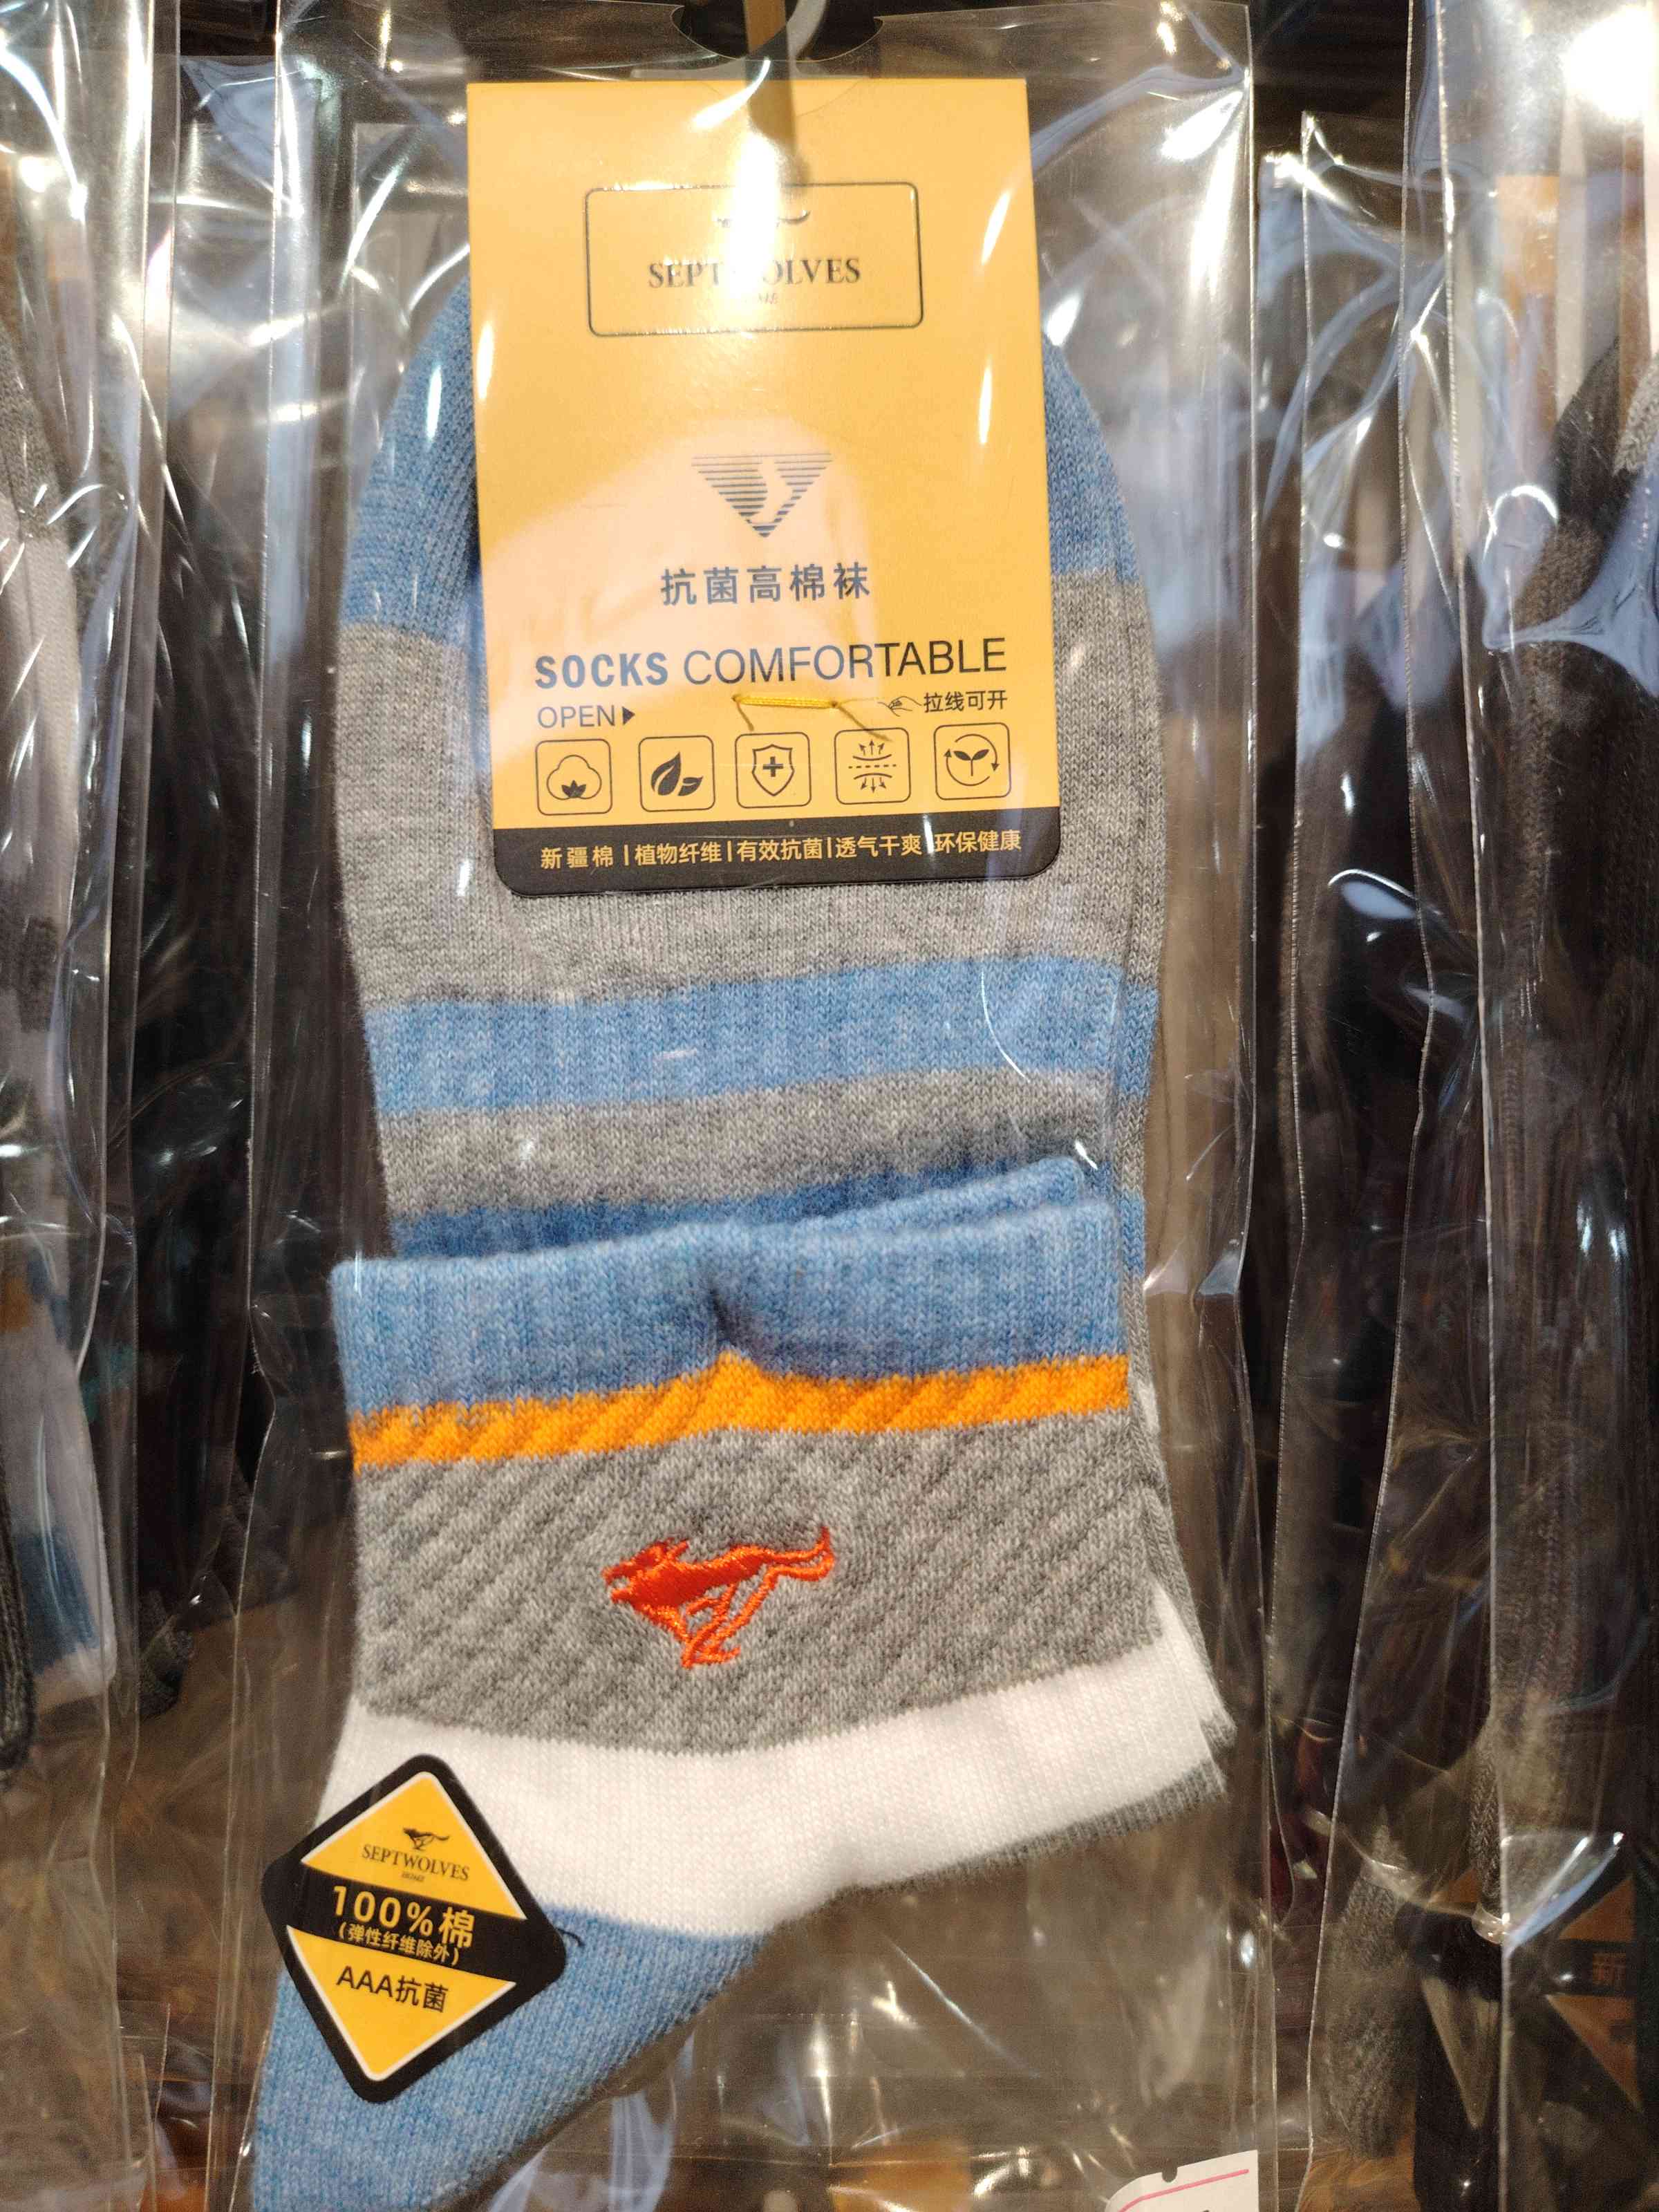 SEPTWOLVES
抗菌高棉袜
SOCKS COMFORTABLE
OPEN
拉线可开
新疆棉 | 植物纤维 | 有效抗菌 | 透气干爽 | 环保健康
SEPTWOLVES
HOME
100%棉
(弹性纤维除外)
AAA抗菌
新